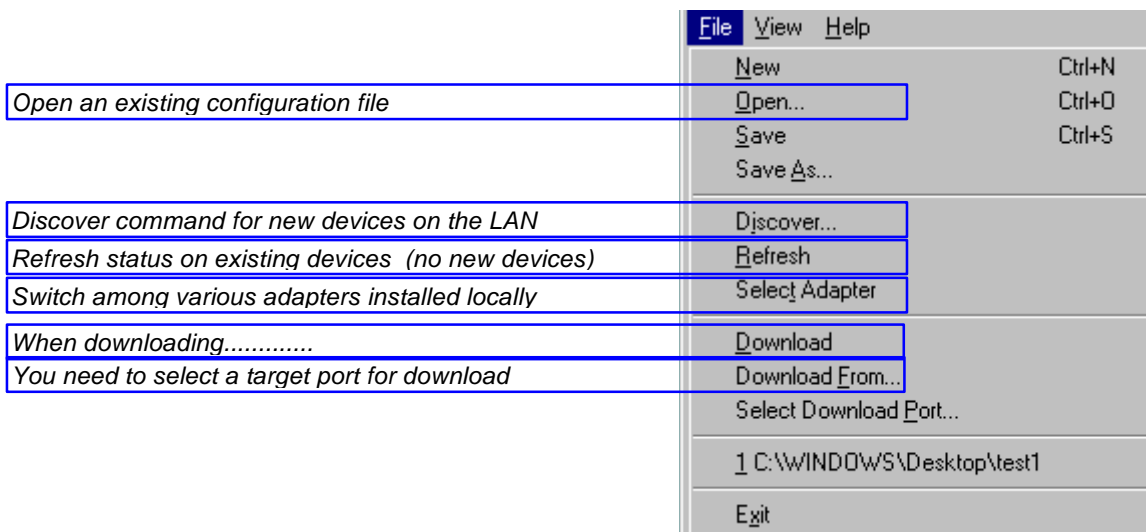 File View Help
New Ctrl+N
Open an existing configuration file Open... Ctrl+O
Save Ctrl+S
Save As...
Discover command for new devices on the LAN Discover...
Refresh status on existing devices (no new devices) Refresh
Switch among various adapters installed locally Select Adapter
When downloading............. Download
You need to select a target port for download Download From...
Select Download Port...
1 C:\WINDOWS\Desktop\test1
Exit